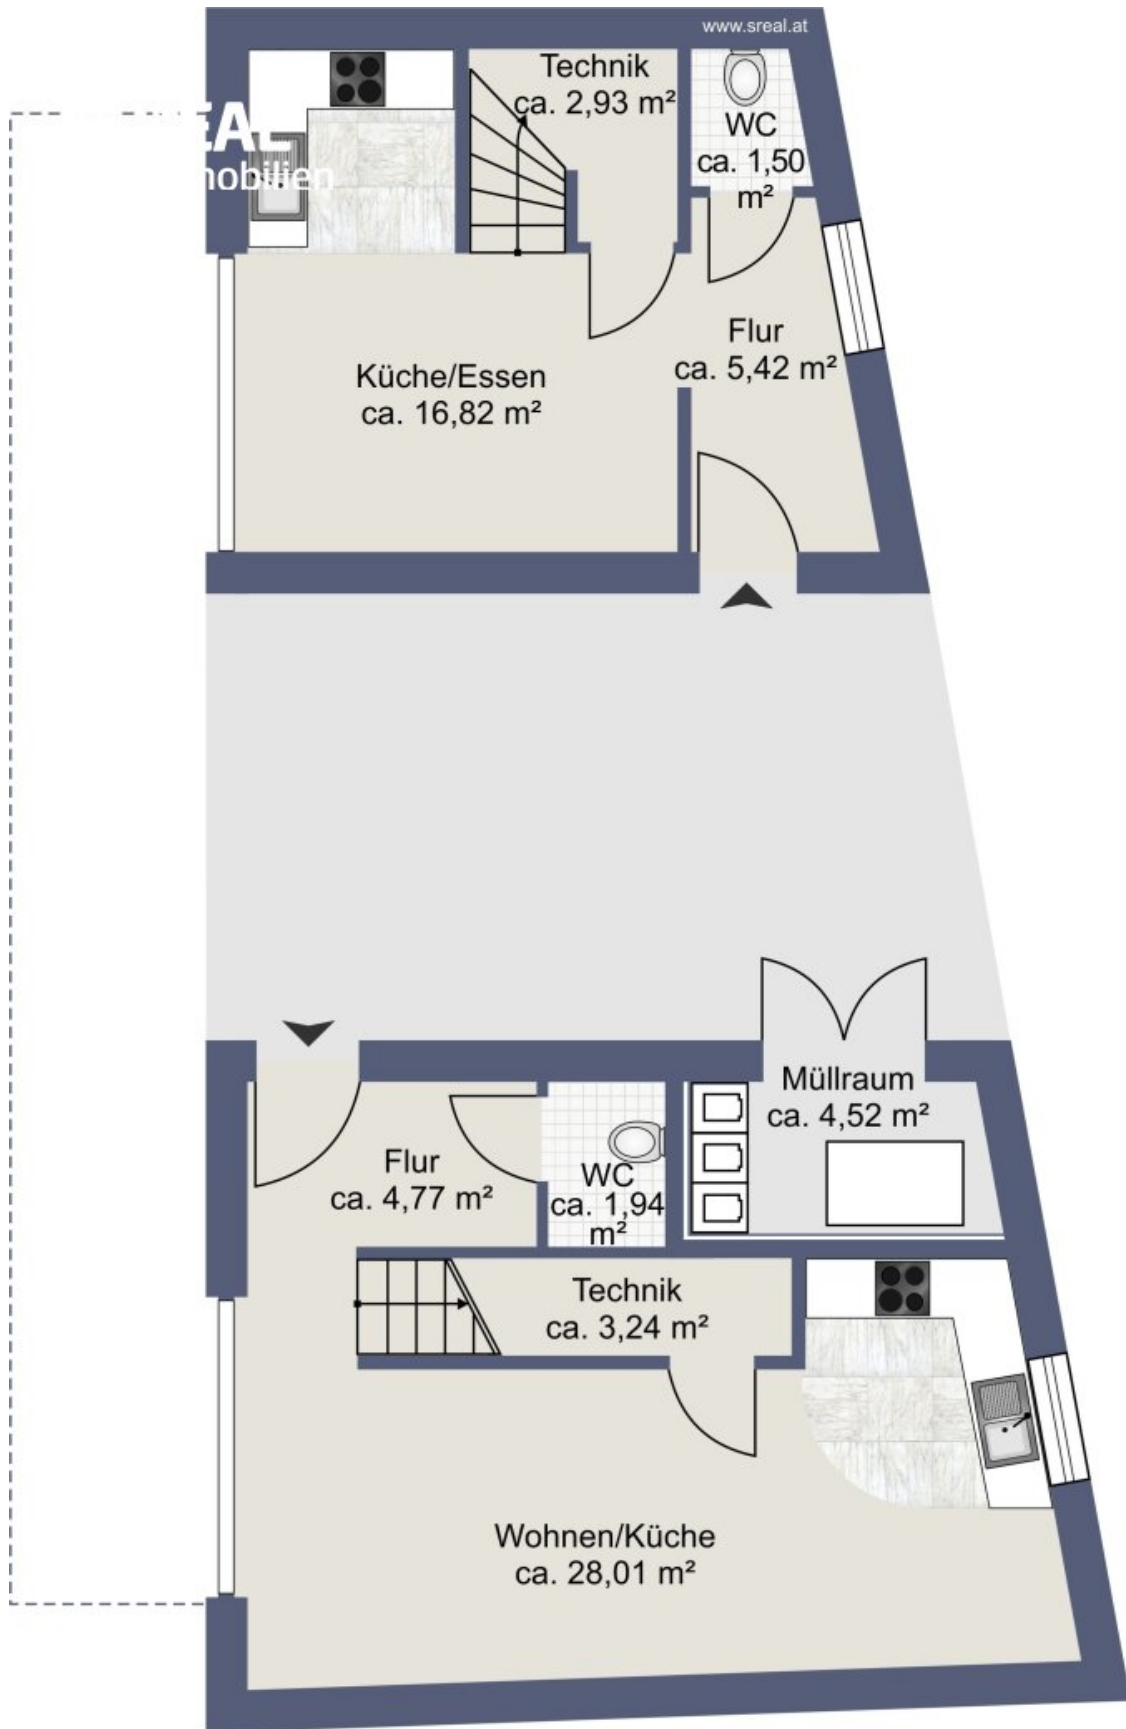 www.sreal.at
Technik
ca. 2,93 m²
WC
ca. 1,50
m²
Flur
ca. 5,42 m²
Küche/Essen
ca. 16,82 m²
Müllraum
ca. 4,52 m²
Flur
ca. 4,77 m²
WC
ca. 1,94
m²
Technik
ca. 3,24 m²
Wohnen/Küche
ca. 28,01 m²